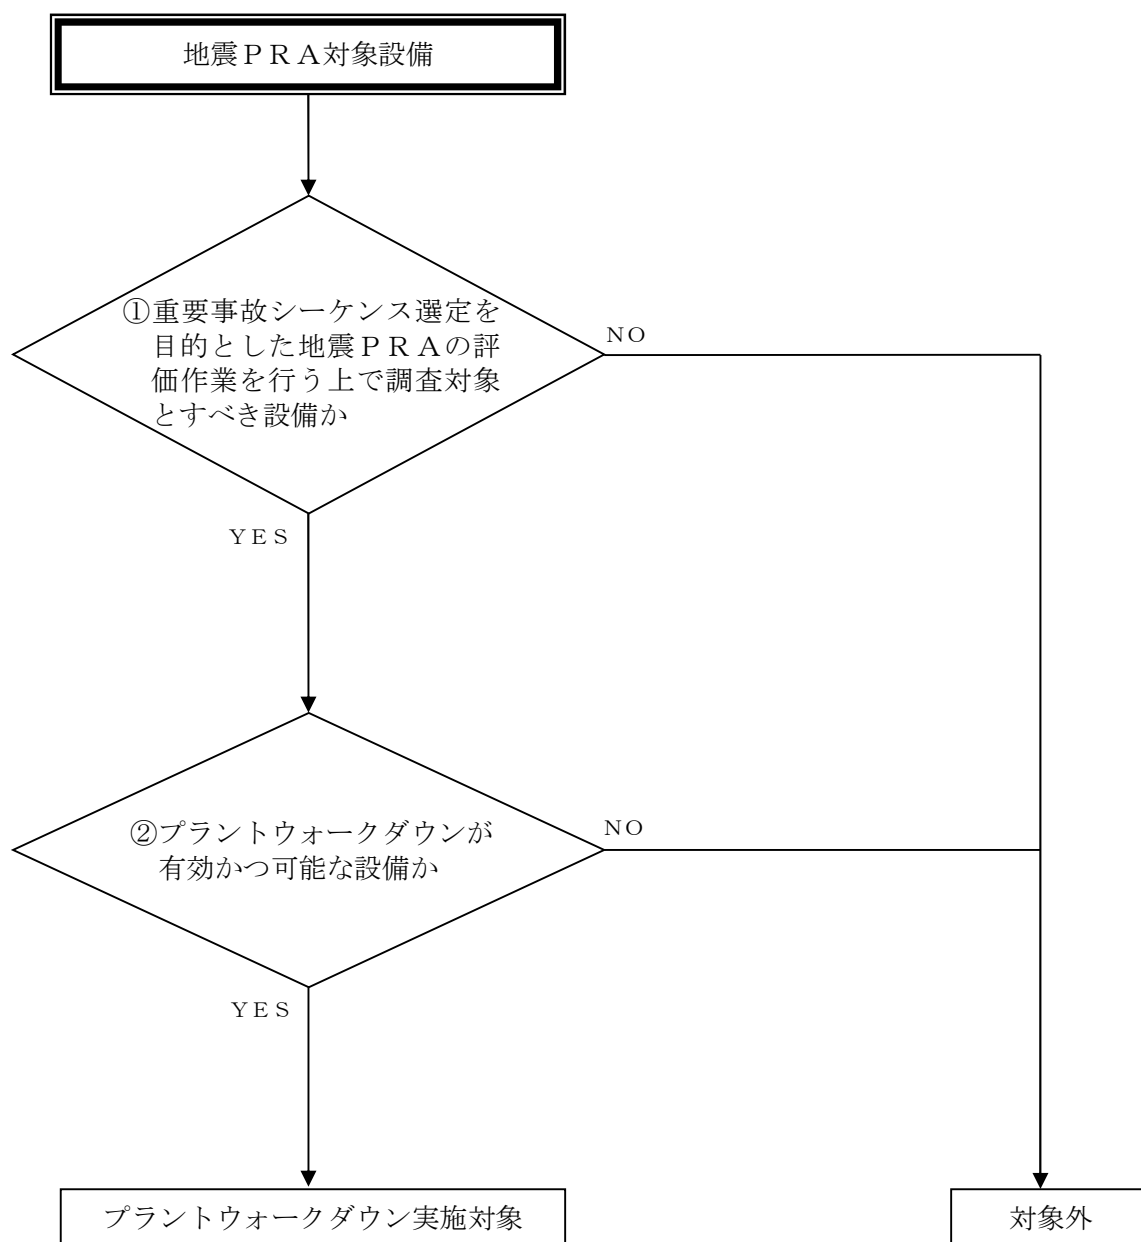 地震ＰＲＡ対象設備
①重要事故シーケンス選定を
目的とした地震ＰＲＡの評
価作業を行う上で調査対象
とすべき設備か
NO
YES
②プラントウォークダウンが
有効かつ可能な設備か
NO
YES
プラントウォークダウン実施対象
対象外